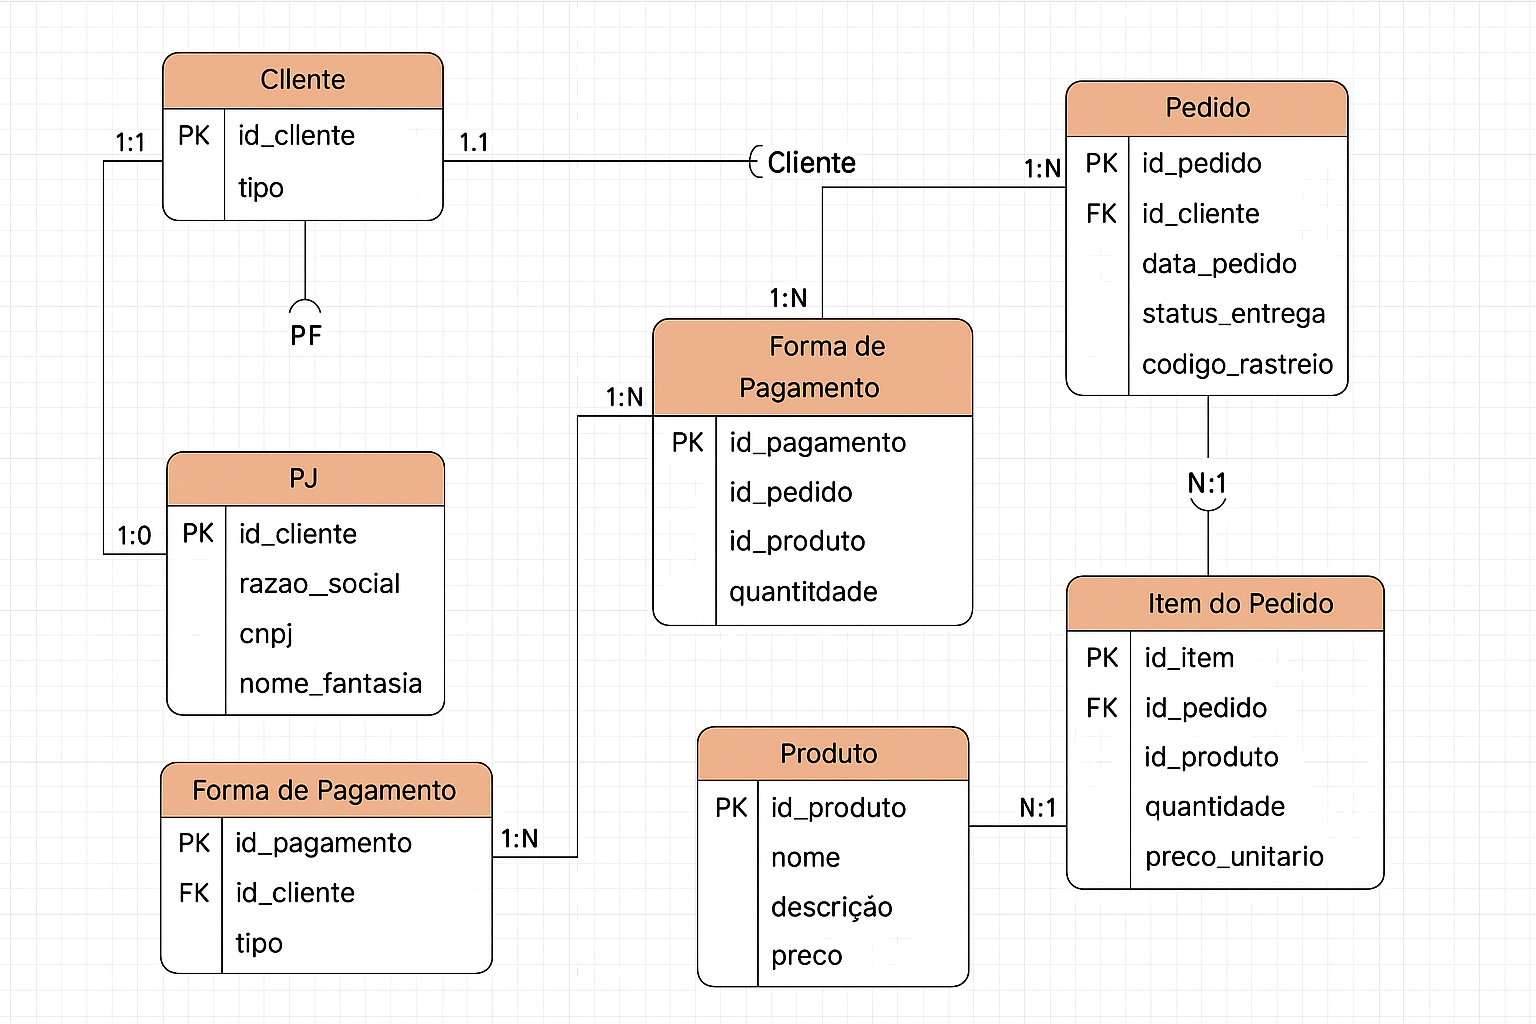 Cllente
PK id_cllente
tipo
1:1
1.1
Cliente
PF
1:N
Pedido
PK id_pedido
FK id_cliente
data_pedido
status_entrega
codigo_rastreio
1:N
Forma de
Pagamento
1:N
PK id_pagamento
id_pedido
id_produto
quantitdade
PJ
1:0
PK id_cliente
razao_social
cnpj
nome_fantasia
N:1
Item do Pedido
PK id_item
FK id_pedido
id_produto
quantidade
preco_unitario
Forma de Pagamento
PK id_pagamento
FK id_cliente
tipo
1:N
Produto
PK id_produto
nome
descrição
preco
N:1